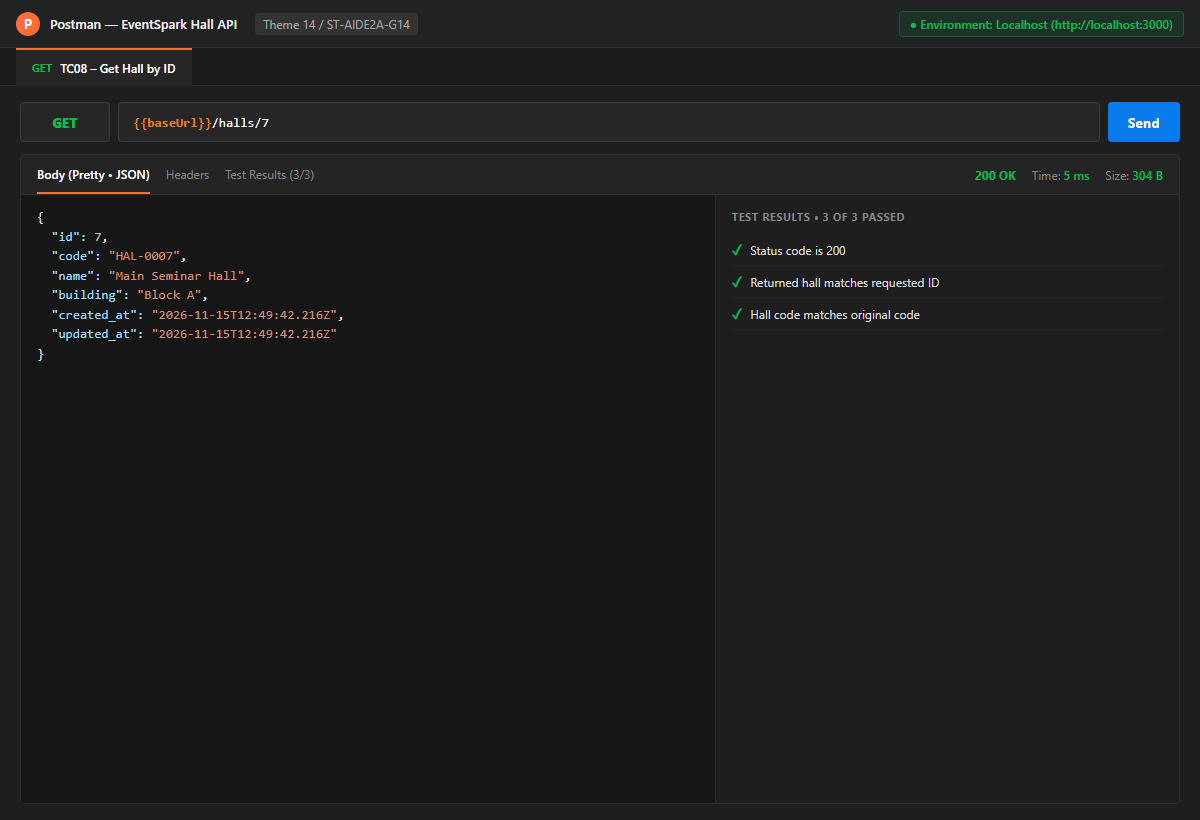 P Postman — EventSpark Hall API Theme 14 / ST-AIDE2A-G14 ● Environment: Localhost (http://localhost:3000)
GET TC08 – Get Hall by ID
GET {{baseUrl}}/halls/7 Send
Body (Pretty • JSON) Headers Test Results (3/3) 200 OK Time: 5 ms Size: 304 B
{
  "id": 7,
  "code": "HAL-0007",
  "name": "Main Seminar Hall",
  "building": "Block A",
  "created_at": "2026-11-15T12:49:42.216Z",
  "updated_at": "2026-11-15T12:49:42.216Z"
}
TEST RESULTS • 3 OF 3 PASSED
✓ Status code is 200
✓ Returned hall matches requested ID
✓ Hall code matches original code